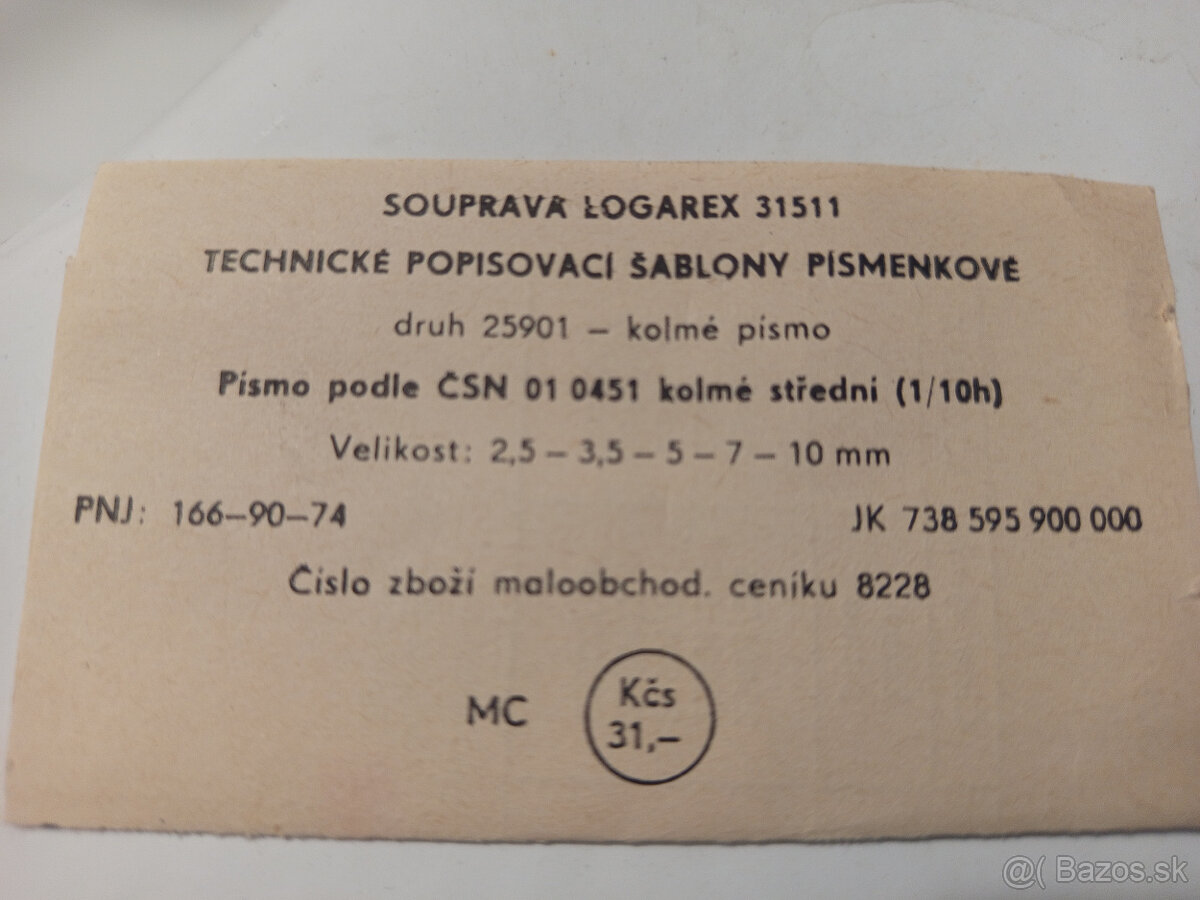 SOUPRAVA LOGAREX 31511
TECHNICKÉ POPISOVACÍ ŠABLONY PÍSMENKOVÉ
druh 25901 — kolmé písmo
Písmo podle ČSN 01 0451 kolmé střední (1/10h)
Velikost: 2,5 — 3,5 — 5 — 7 — 10 mm
PNJ: 166—90—74 JK 738 595 900 000
Číslo zboží maloobchod. ceníku 8228
MC Kčs
31,—
@( Bazos.sk